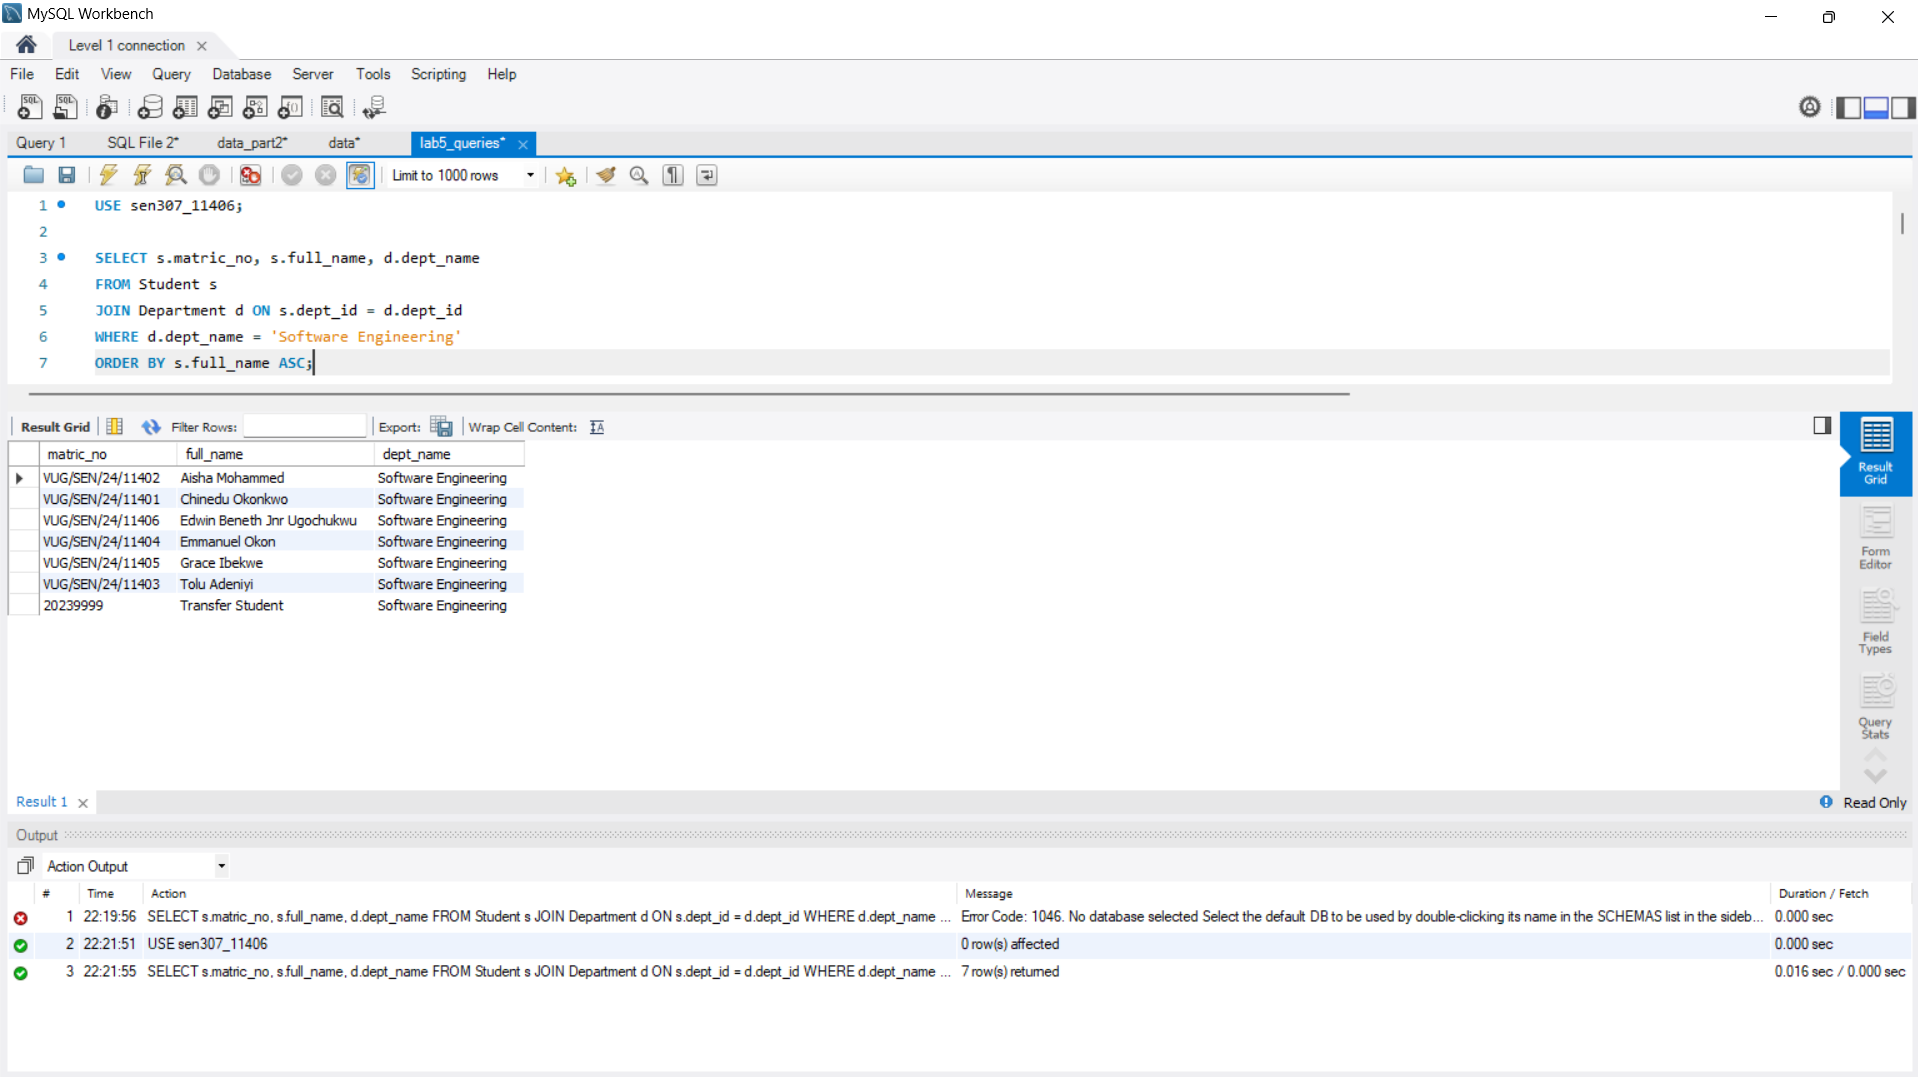 MySQL Workbench
Level 1 connection
File Edit View Query Database Server Tools Scripting Help
Query 1 SQL File 2* data_part2* data* lab5_queries*
Limit to 1000 rows
1 USE sen307_11406;
2
3 SELECT s.matric_no, s.full_name, d.dept_name
4 FROM Student s
5 JOIN Department d ON s.dept_id = d.dept_id
6 WHERE d.dept_name = 'Software Engineering'
7 ORDER BY s.full_name ASC;
Result Grid Filter Rows: Export: Wrap Cell Content:
matric_no full_name dept_name
VUG/SEN/24/11402 Aisha Mohammed Software Engineering
VUG/SEN/24/11401 Chinedu Okonkwo Software Engineering
VUG/SEN/24/11406 Edwin Beneth Jnr Ugochukwu Software Engineering
VUG/SEN/24/11404 Emmanuel Okon Software Engineering
VUG/SEN/24/11405 Grace Ibekwe Software Engineering
VUG/SEN/24/11403 Tolu Adeniyi Software Engineering
20239999 Transfer Student Software Engineering
Result
Grid
Form
Editor
Field
Types
Query
Stats
Result 1
Read Only
Output
Action Output
# Time Action Message Duration / Fetch
1 22:19:56 SELECT s.matric_no, s.full_name, d.dept_name FROM Student s JOIN Department d ON s.dept_id = d.dept_id WHERE d.dept_name ... Error Code: 1046. No database selected Select the default DB to be used by double-clicking its name in the SCHEMAS list in the sideb... 0.000 sec
2 22:21:51 USE sen307_11406 0 row(s) affected 0.000 sec
3 22:21:55 SELECT s.matric_no, s.full_name, d.dept_name FROM Student s JOIN Department d ON s.dept_id = d.dept_id WHERE d.dept_name ... 7 row(s) returned 0.016 sec / 0.000 sec